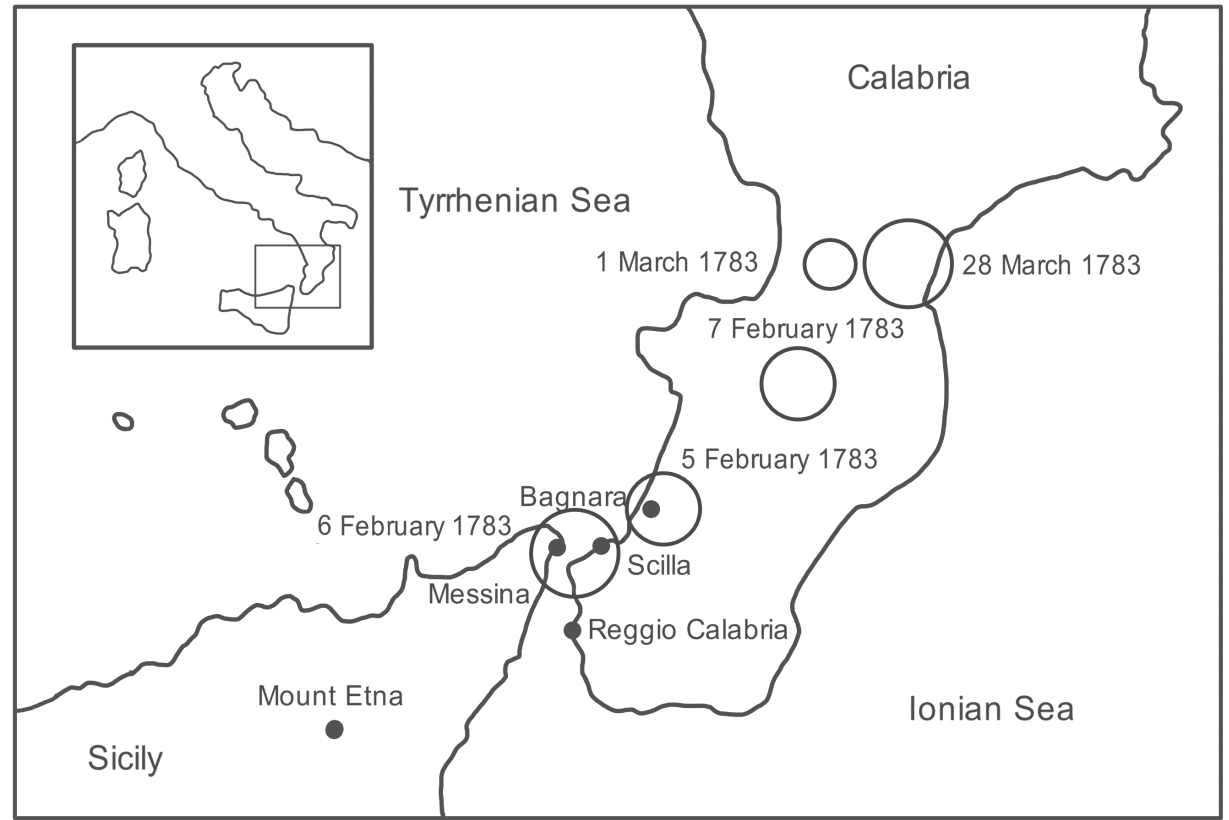 Calabria
Tyrrhenian Sea
1 March 1783
28 March 1783
7 February 1783
5 February 1783
Bagnara
6 February 1783
Scilla
Messina
Reggio Calabria
Mount Etna
Ionian Sea
Sicily